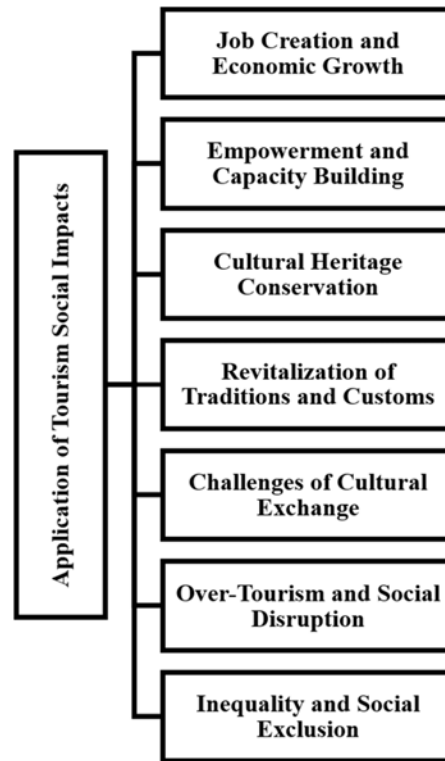 Application of Tourism Social Impacts
Job Creation and
Economic Growth
Empowerment and
Capacity Building
Cultural Heritage
Conservation
Revitalization of
Traditions and Customs
Challenges of Cultural
Exchange
Over-Tourism and Social
Disruption
Inequality and Social
Exclusion